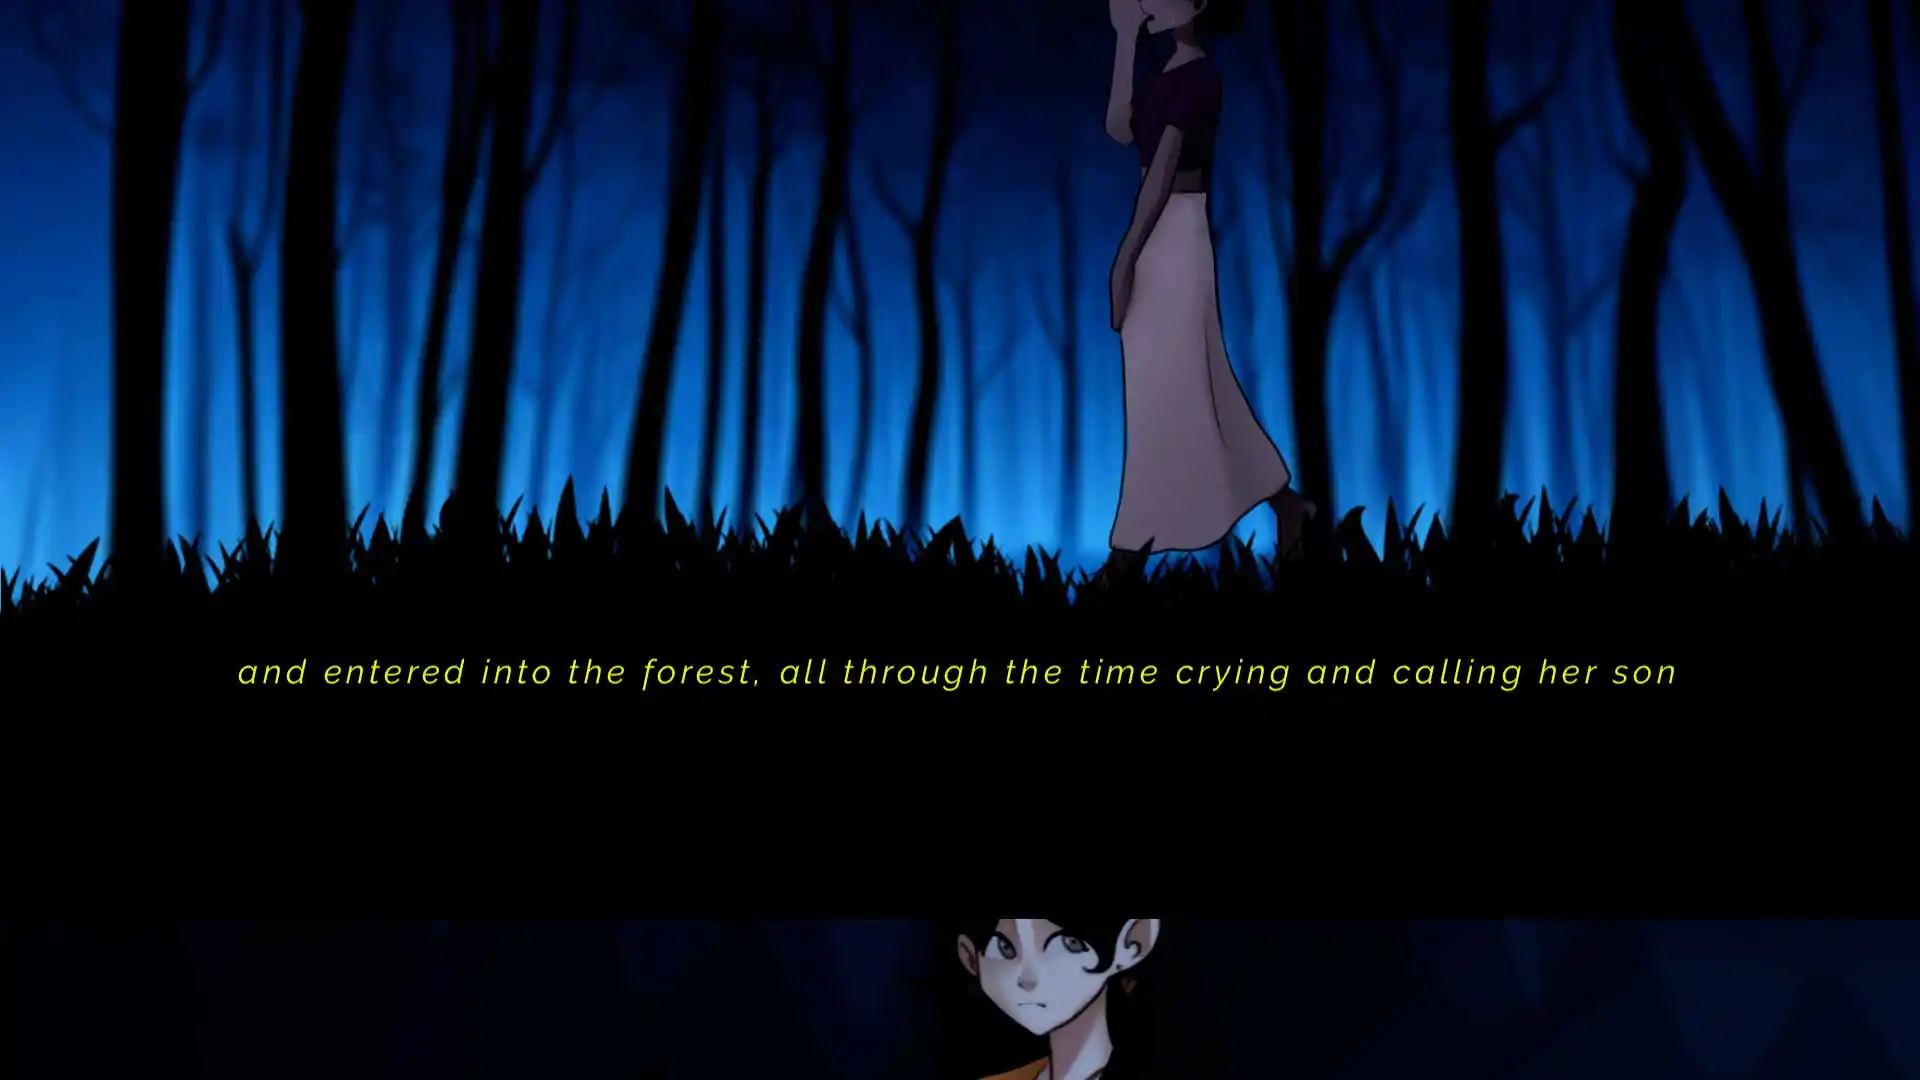 and entered into the forest, all through the time crying and calling her son